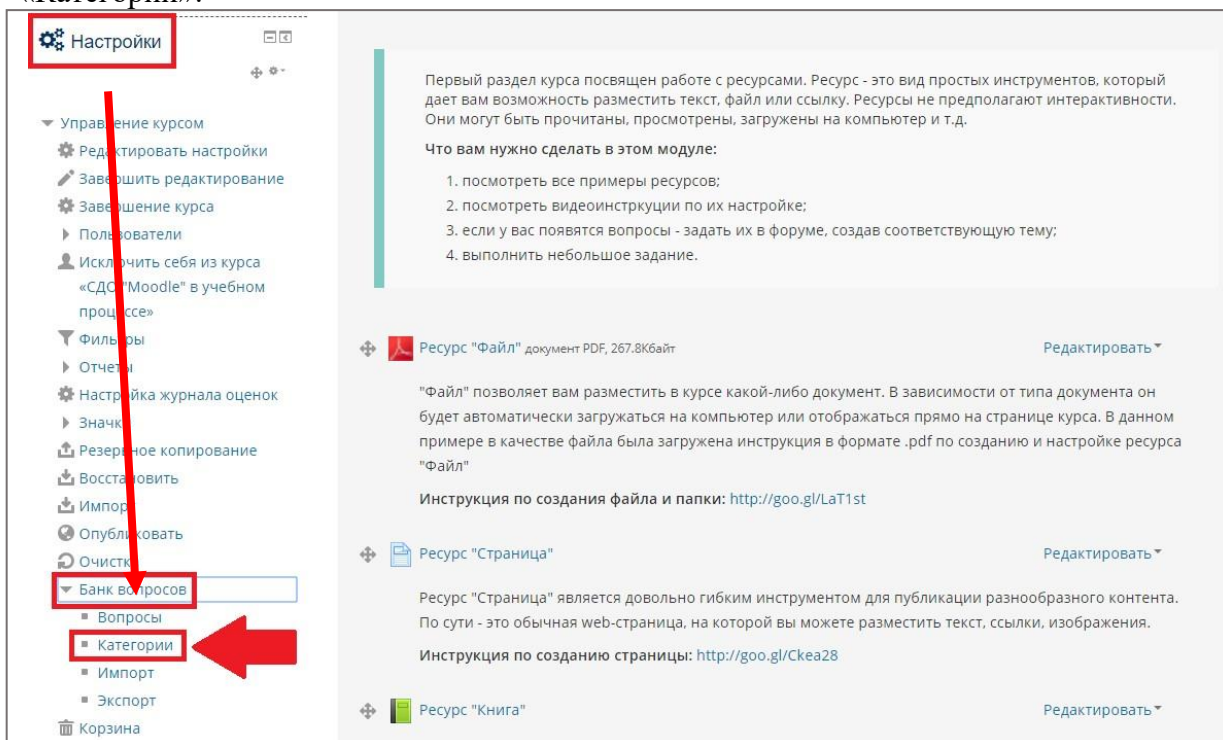 «Категории».
Настройки
Управление курсом
Редактировать настройки
Завершить редактирование
Завершение курса
Пользователи
Исключить себя из курса
«СДО "Moodle" в учебном
процессе»
Фильтры
Отчеты
Настройка журнала оценок
Значки
Резервное копирование
Восстановить
Импорт
Опубликовать
Очистка
Банк вопросов
Вопросы
Категории
Импорт
Экспорт
Корзина
Первый раздел курса посвящен работе с ресурсами. Ресурс - это вид простых инструментов, который
дает вам возможность разместить текст, файл или ссылку. Ресурсы не предполагают интерактивности.
Они могут быть прочитаны, просмотрены, загружены на компьютер и т.д.
Что вам нужно сделать в этом модуле:
1. посмотреть все примеры ресурсов;
2. посмотреть видеоинстркуции по их настройке;
3. если у вас появятся вопросы - задать их в форуме, создав соответствующую тему;
4. выполнить небольшое задание.
Ресурс "Файл" документ PDF, 267.8Кбайт Редактировать
"Файл" позволяет вам разместить в курсе какой-либо документ. В зависимости от типа документа он
будет автоматически загружаться на компьютер или отображаться прямо на странице курса. В данном
примере в качестве файла была загружена инструкция в формате .pdf по созданию и настройке ресурса
"Файл"
Инструкция по создания файла и папки: http://goo.gl/LaT1st
Ресурс "Страница" Редактировать
Ресурс "Страница" является довольно гибким инструментом для публикации разнообразного контента.
По сути - это обычная web-страница, на которой вы можете разместить текст, ссылки, изображения.
Инструкция по созданию страницы: http://goo.gl/Ckea28
Ресурс "Книга" Редактировать